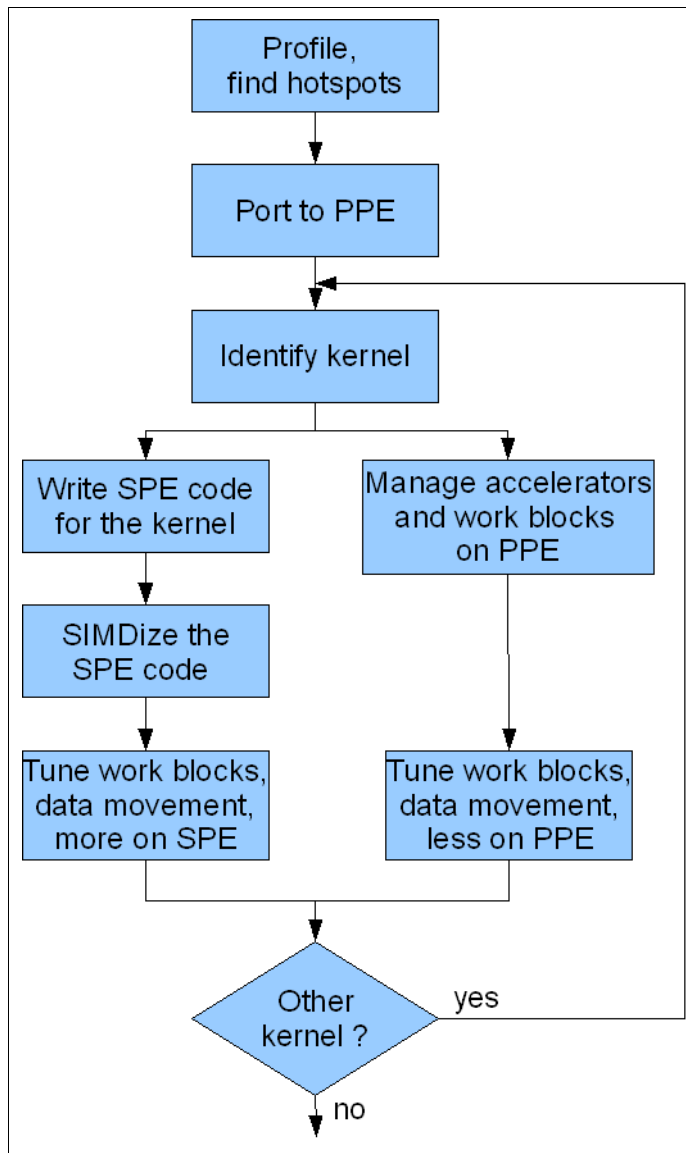 Profile,
find hotspots
Port to PPE
Identify kernel
Write SPE code
for the kernel
SIMDize the
SPE code
Tune work blocks,
data movement,
more on SPE
Manage accelerators
and work blocks
on PPE
Tune work blocks,
data movement,
less on PPE
Other
kernel ?
yes
no